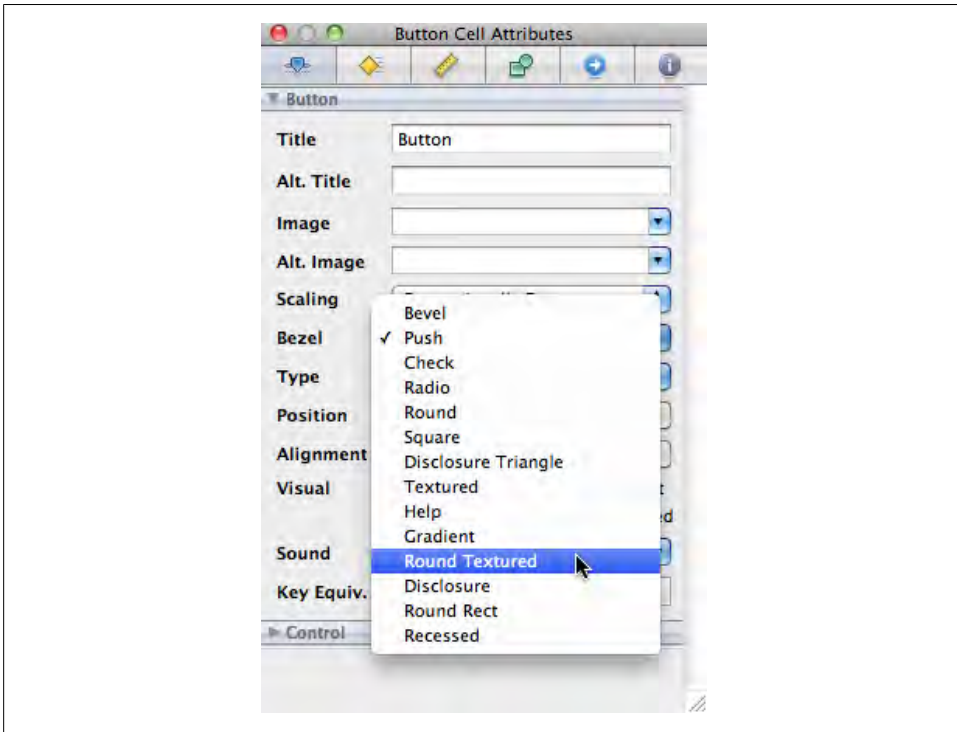 Button Cell Attributes
Button
Title Button
Alt. Title
Image
Alt. Image
Scaling
Bezel
Type
Position
Alignment
Visual
Sound
Key Equiv.
Control
Bevel
✓ Push
Check
Radio
Round
Square
Disclosure Triangle
Textured
Help
Gradient
Round Textured
Disclosure
Round Rect
Recessed